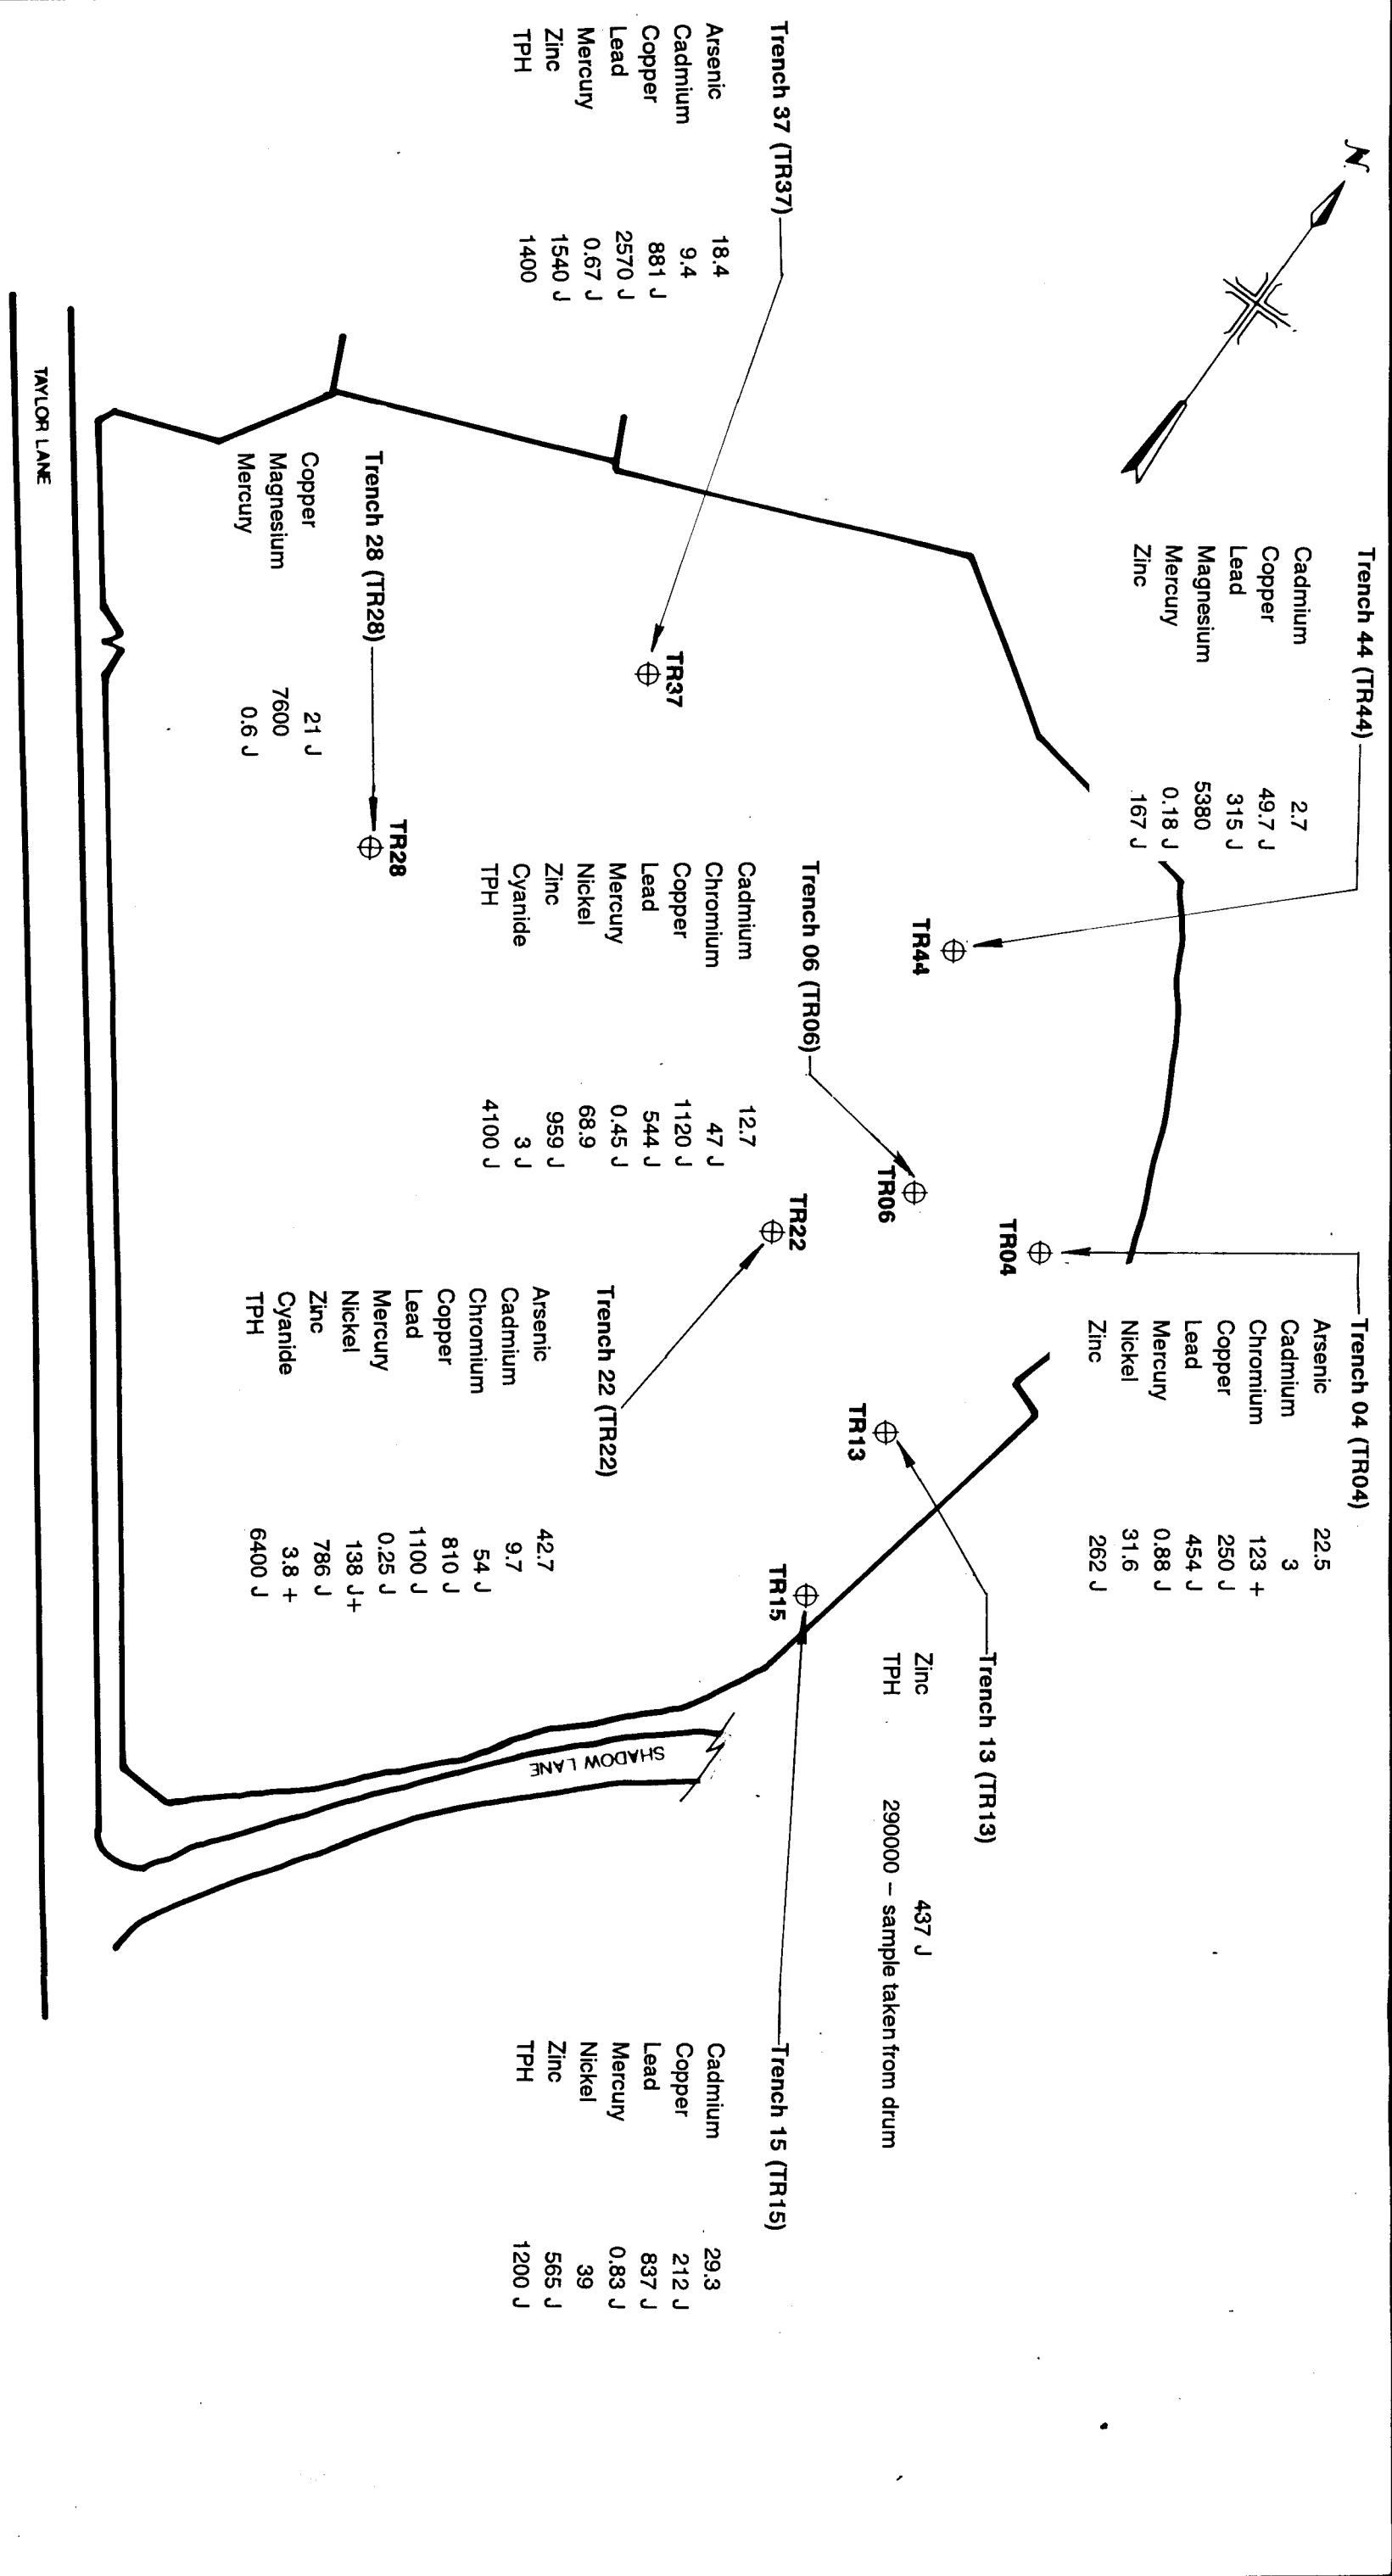 N
Trench 44 (TR44)
Cadmium 2.7
Copper 49.7 J
Lead 315 J
Magnesium 5380
Mercury 0.18 J
Zinc 167 J
Trench 04 (TR04)
Arsenic 22.5
Cadmium 3
Chromium 123 +
Copper 250 J
Lead 454 J
Mercury 0.88 J
Nickel 31.6
Zinc 262 J
TR04
TR44
TR06
TR13
Trench 13 (TR13)
Zinc 437 J
TPH 290000 – sample taken from drum
Trench 37 (TR37)
Arsenic 18.4
Cadmium 9.4
Copper 881 J
Lead 2570 J
Mercury 0.67 J
Zinc 1540 J
TPH 1400
TR37
Trench 06 (TR06)
Cadmium 12.7
Chromium 47 J
Copper 1120 J
Lead 544 J
Mercury 0.45 J
Nickel 68.9
Zinc 959 J
Cyanide 3 J
TPH 4100 J
TR22
TR15
Trench 15 (TR15)
Cadmium 29.3
Copper 212 J
Lead 837 J
Mercury 0.83 J
Nickel 39
Zinc 565 J
TPH 1200 J
Trench 22 (TR22)
Arsenic 42.7
Cadmium 9.7
Chromium 54 J
Copper 810 J
Lead 1100 J
Mercury 0.25 J
Nickel 138 J+
Zinc 786 J
Cyanide 3.8 +
TPH 6400 J
SHADOW LANE
Trench 28 (TR28)
Copper 21 J
Magnesium 7600
Mercury 0.6 J
TR28
TAYLOR LANE